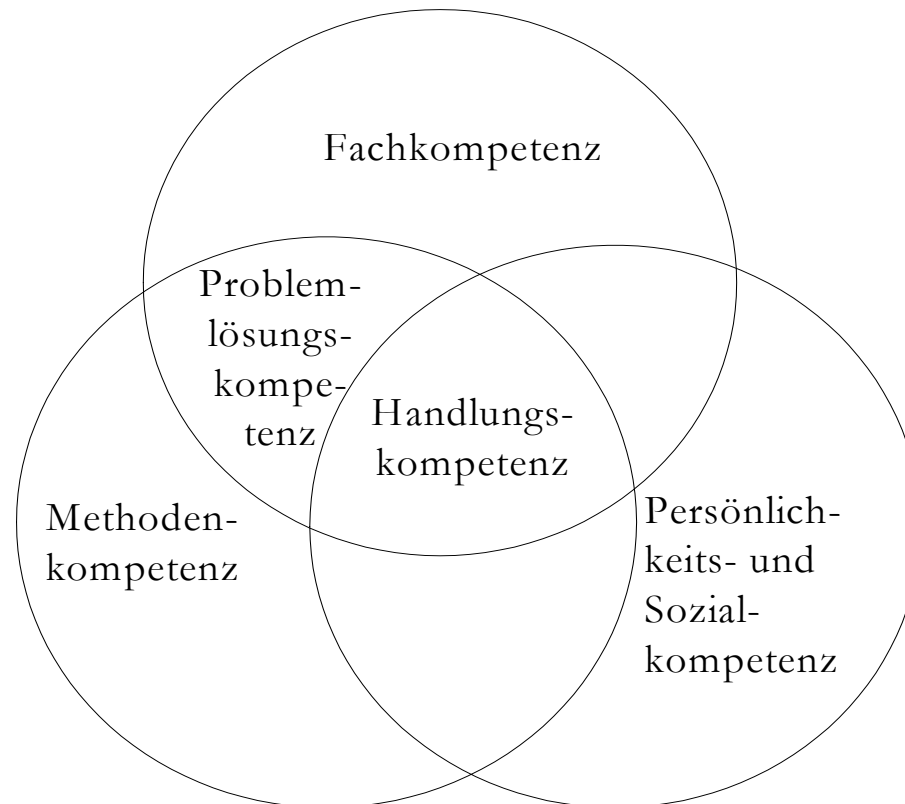 Fachkompetenz
Problem-
lösungs-
kompe-
tenz
Handlungs-
kompetenz
Methoden-
kompetenz
Persönlich-
keits- und
Sozial-
kompetenz